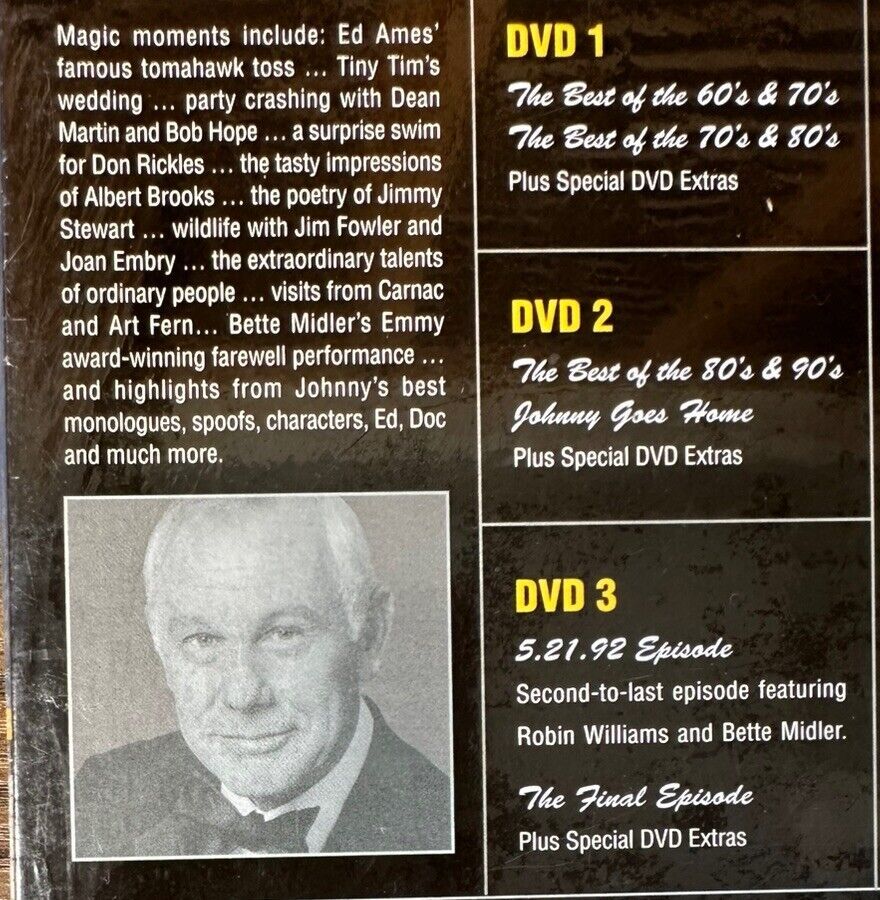 Magic moments include: Ed Ames'
famous tomahawk toss ... Tiny Tim's
wedding ... party crashing with Dean
Martin and Bob Hope ... a surprise swim
for Don Rickles ... the tasty impressions
of Albert Brooks ... the poetry of Jimmy
Stewart ... wildlife with Jim Fowler and
Joan Embry ... the extraordinary talents
of ordinary people ... visits from Carnac
and Art Fern... Bette Midler's Emmy
award-winning farewell performance ...
and highlights from Johnny's best
monologues, spoofs, characters, Ed, Doc
and much more.
DVD 1
The Best of the 60's & 70's
The Best of the 70's & 80's
Plus Special DVD Extras
DVD 2
The Best of the 80's & 90's
Johnny Goes Home
Plus Special DVD Extras
DVD 3
5.21.92 Episode
Second-to-last episode featuring
Robin Williams and Bette Midler.
The Final Episode
Plus Special DVD Extras